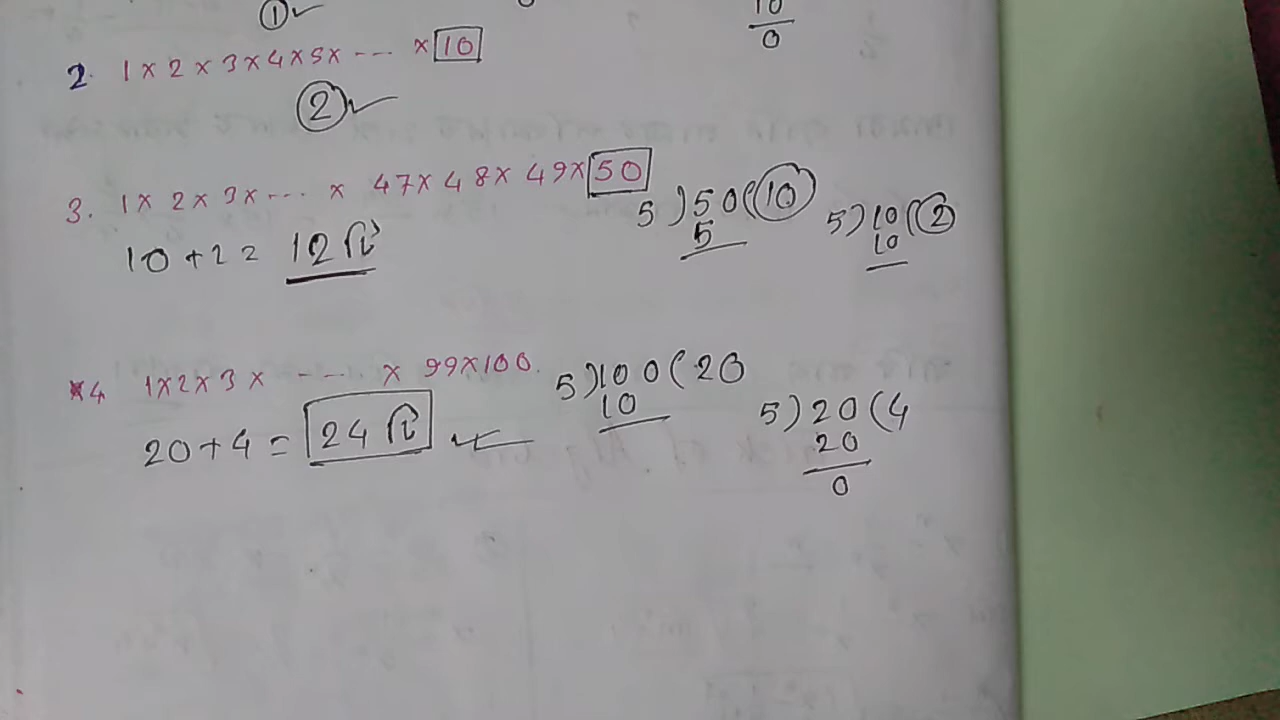 ①
10
0
2. 1 × 2 × 3 × 4 × 5 × --- × 10
②
3. 1 × 2 × 3 × --- × 47 × 48 × 49 × 50
5 ) 50 ( 10
5
5 ) 10 ( 2
10
10 + 2 = 12 টি
4 1 × 2 × 3 × ---- × 99 × 100.
5 ) 100 ( 20
10
5 ) 20 ( 4
20
0
20 + 4 = 24 টি